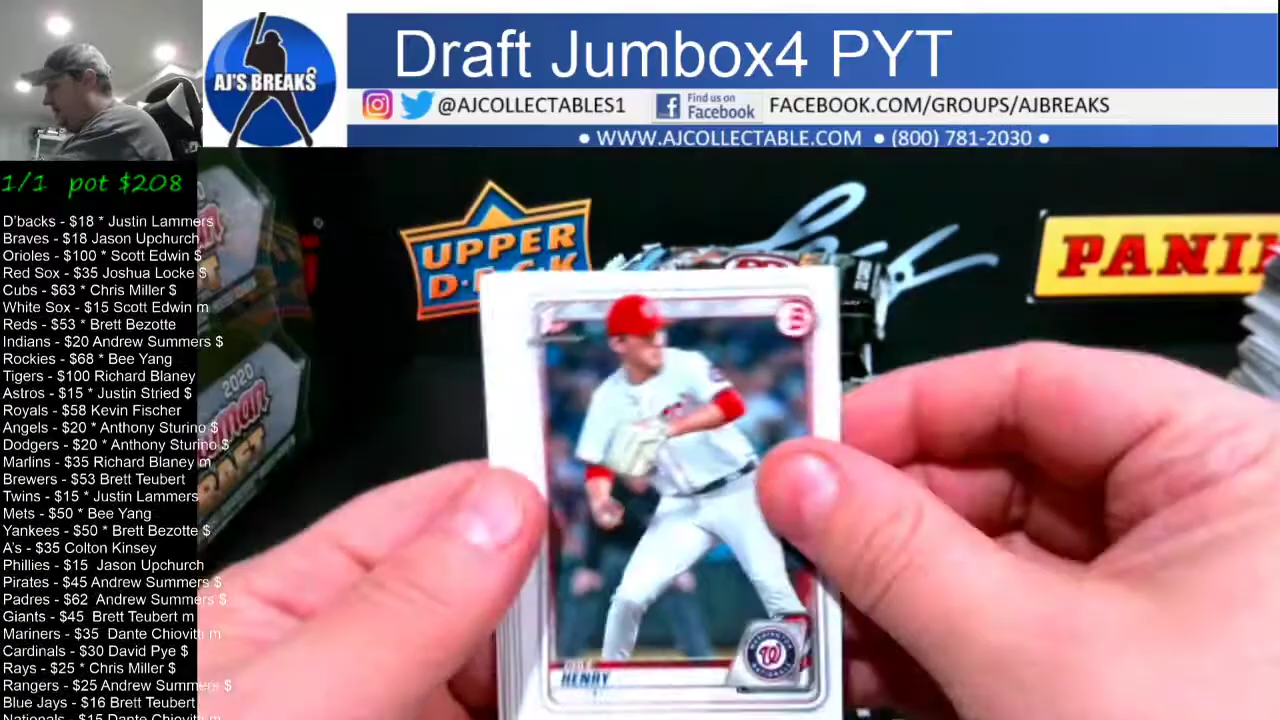 Draft Jumbox4 PYT
AJ'S BREAKS
@AJCOLLECTABLES1
Find us on
Facebook
FACEBOOK.COM/GROUPS/AJBREAKS
● WWW.AJCOLLECTABLE.COM ● (800) 781-2030 ●
1/1 pot $208
D'backs - $18 * Justin Lammers
Braves - $18 Jason Upchurch
Orioles - $100 * Scott Edwin $
Red Sox - $35 Joshua Locke $
Cubs - $63 * Chris Miller $
White Sox - $15 Scott Edwin m
Reds - $53 * Brett Bezotte
Indians - $20 Andrew Summers $
Rockies - $68 * Bee Yang
Tigers - $100 Richard Blaney
Astros - $15 * Justin Stried $
Royals - $58 Kevin Fischer
Angels - $20 * Anthony Sturino $
Dodgers - $20 * Anthony Sturino $
Marlins - $35 Richard Blaney m
Brewers - $53 Brett Teubert
Twins - $15 * Justin Lammers
Mets - $50 * Bee Yang
Yankees - $50 * Brett Bezotte $
A's - $35 Colton Kinsey
Phillies - $15 Jason Upchurch
Pirates - $45 Andrew Summers $
Padres - $62 Andrew Summers $
Giants - $45 Brett Teubert m
Mariners - $35 Dante Chiovitti m
Cardinals - $30 David Pye $
Rays - $25 * Chris Miller $
Rangers - $25 Andrew Summers $
Blue Jays - $16 Brett Teubert
Nationals - $15 Dante Chiovitti m
UPPER
DECK
PANINI
2020
HENRY
W